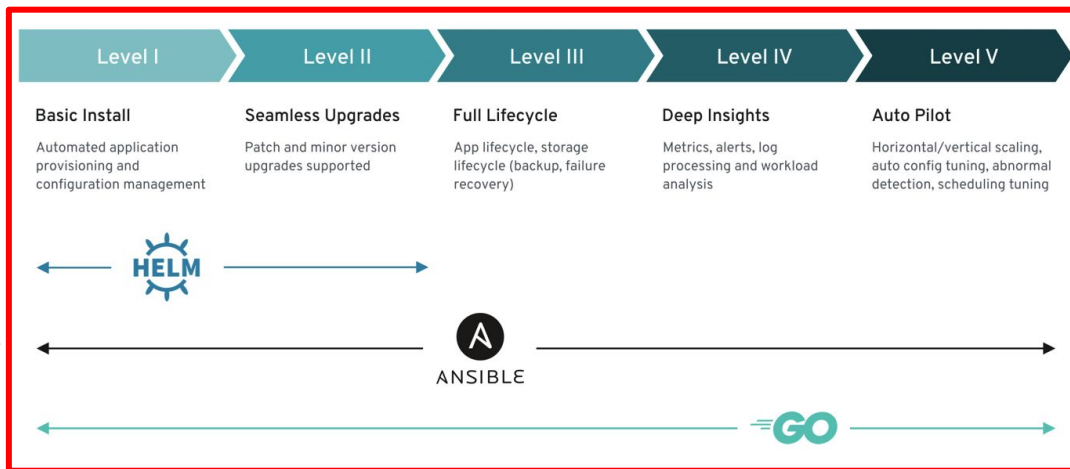 Level I
Level II
Level III
Level IV
Level V
Basic Install
Automated application
provisioning and
configuration management
Seamless Upgrades
Patch and minor version
upgrades supported
Full Lifecycle
App lifecycle, storage
lifecycle (backup, failure
recovery)
Deep Insights
Metrics, alerts, log
processing and workload
analysis
Auto Pilot
Horizontal/vertical scaling,
auto config tuning, abnormal
detection, scheduling tuning
HELM
ANSIBLE
GO